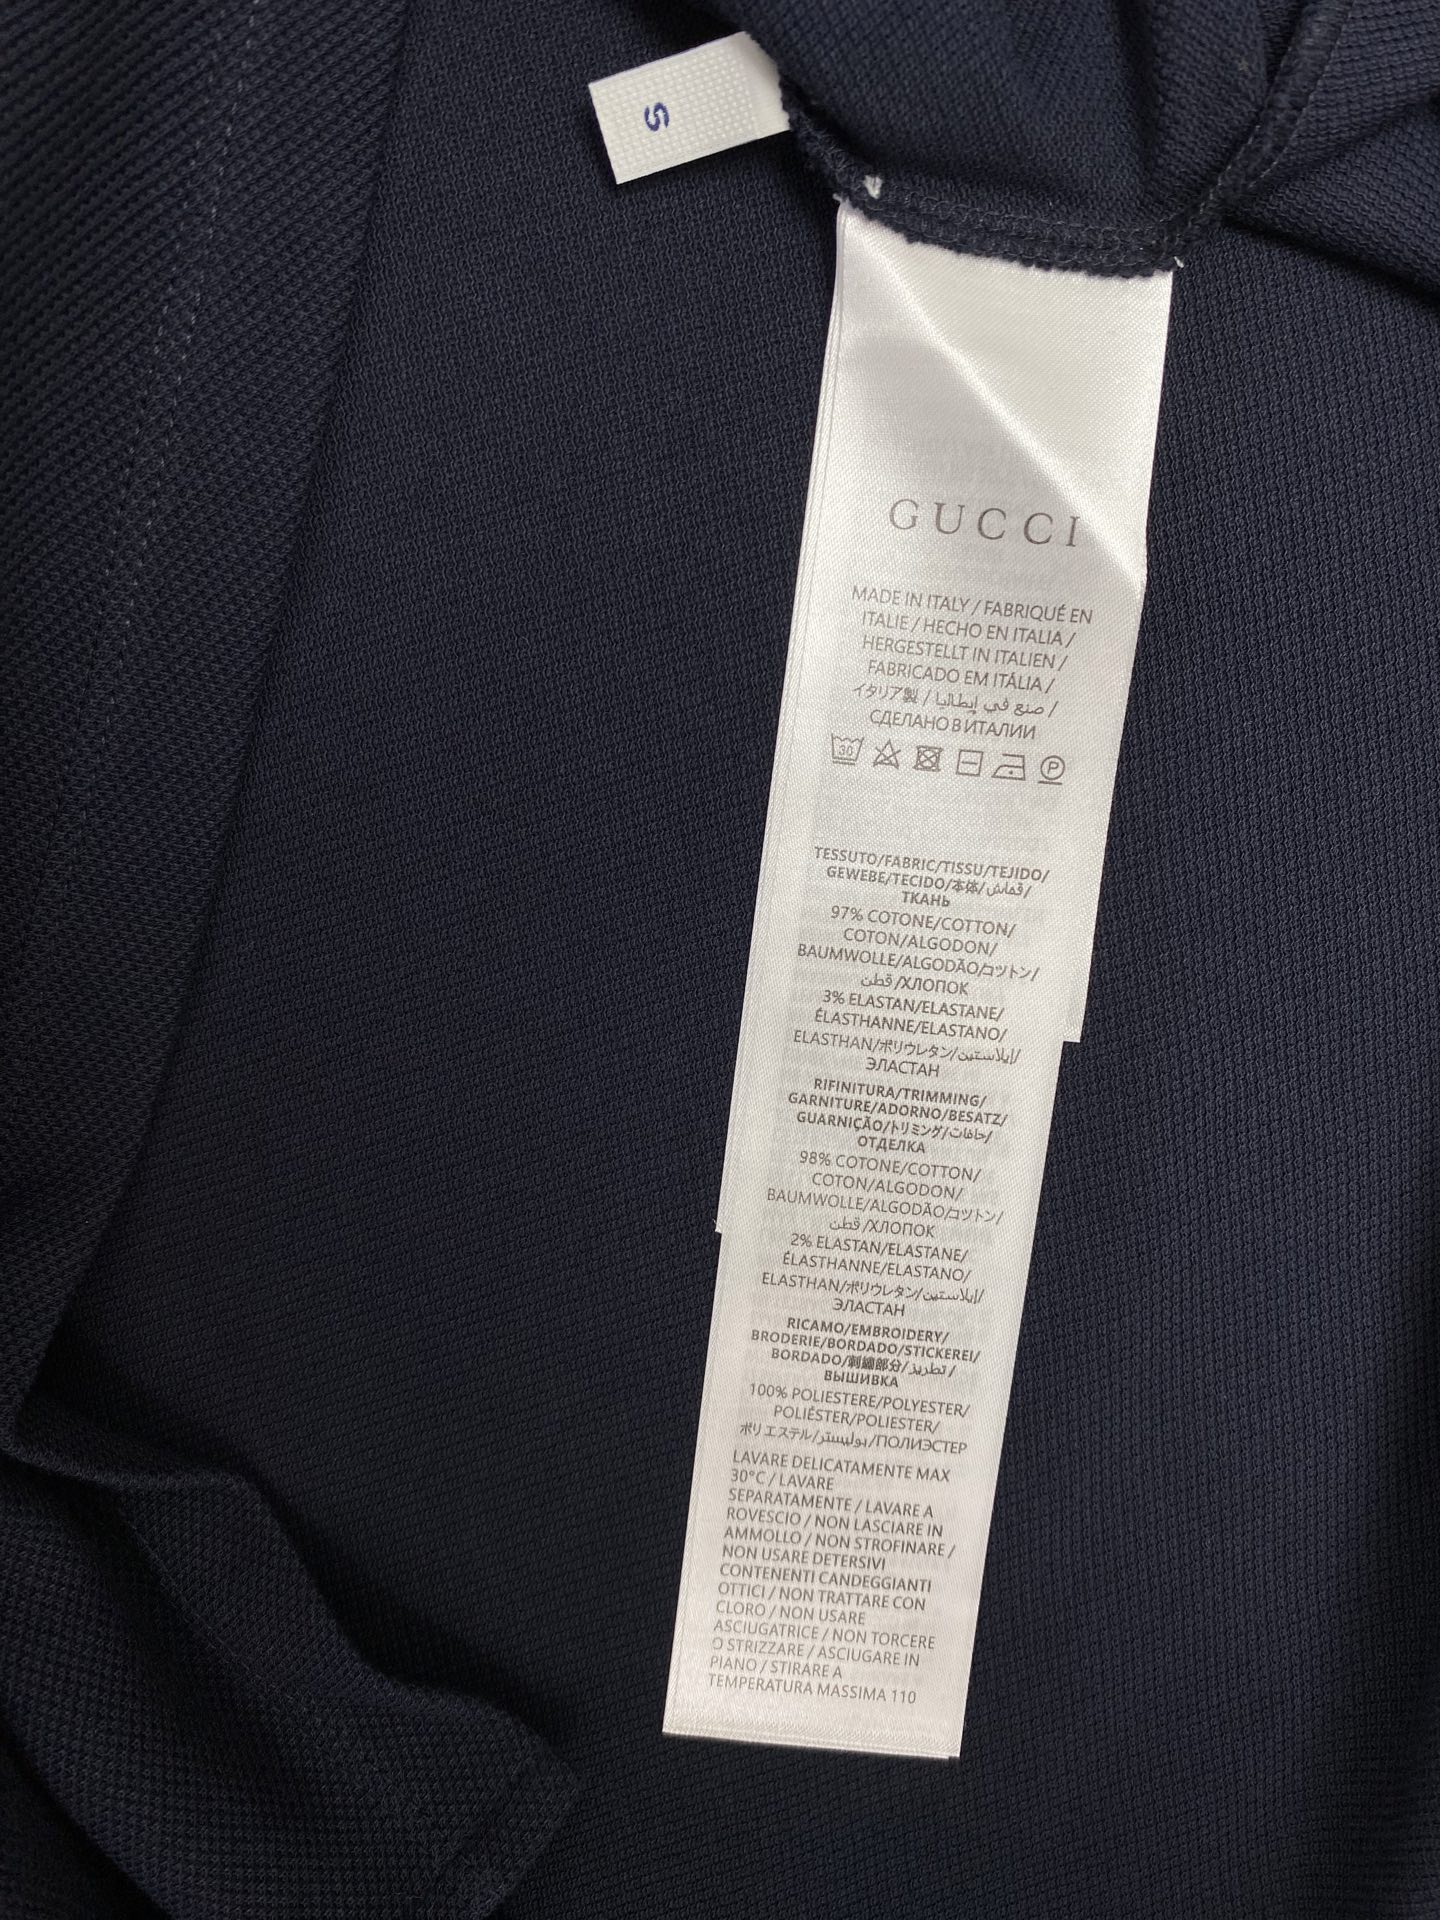 S
GUCCI
MADE IN ITALY / FABRIQUÉ EN
ITALIE / HECHO EN ITALIA /
HERGESTELLT IN ITALIEN /
FABRICADO EM ITÁLIA /
イタリア製 / صنع في إيطاليا /
СДЕЛАНО В ИТАЛИИ
30 P
TESSUTO/FABRIC/TISSU/TEJIDO/
GEWEBE/TECIDO/本体/قماش/
ТКАНЬ
97% COTONE/COTTON/
COTON/ALGODON/
BAUMWOLLE/ALGODÃO/コットン/
قطن/ХЛОПОК
3% ELASTAN/ELASTANE/
ÉLASTHANNE/ELASTANO/
ELASTHAN/ポリウレタン/إيلاستين/
ЭЛАСТАН
RIFINITURA/TRIMMING/
GARNITURE/ADORNO/BESATZ/
GUARNIÇÃO/トリミング/حافات/
ОТДЕЛКА
98% COTONE/COTTON/
COTON/ALGODON/
BAUMWOLLE/ALGODÃO/コットン/
قطن/ХЛОПОК
2% ELASTAN/ELASTANE/
ÉLASTHANNE/ELASTANO/
ELASTHAN/ポリウレタン/إيلاستين/
ЭЛАСТАН
RICAMO/EMBROIDERY/
BRODERIE/BORDADO/STICKEREI/
BORDADO/刺繍部分/تطريز/
ВЫШИВКА
100% POLIESTERE/POLYESTER/
POLIÉSTER/POLIESTER/
ポリエステル/بوليستر/ПОЛИЭСТЕР
LAVARE DELICATAMENTE MAX
30°C / LAVARE
SEPARATAMENTE / LAVARE A
ROVESCIO / NON LASCIARE IN
AMMOLLO / NON STROFINARE /
NON USARE DETERSIVI
CONTENENTI CANDEGGIANTI
OTTICI / NON TRATTARE CON
CLORO / NON USARE
ASCIUGATRICE / NON TORCERE
O STRIZZARE / ASCIUGARE IN
PIANO / STIRARE A
TEMPERATURA MASSIMA 110